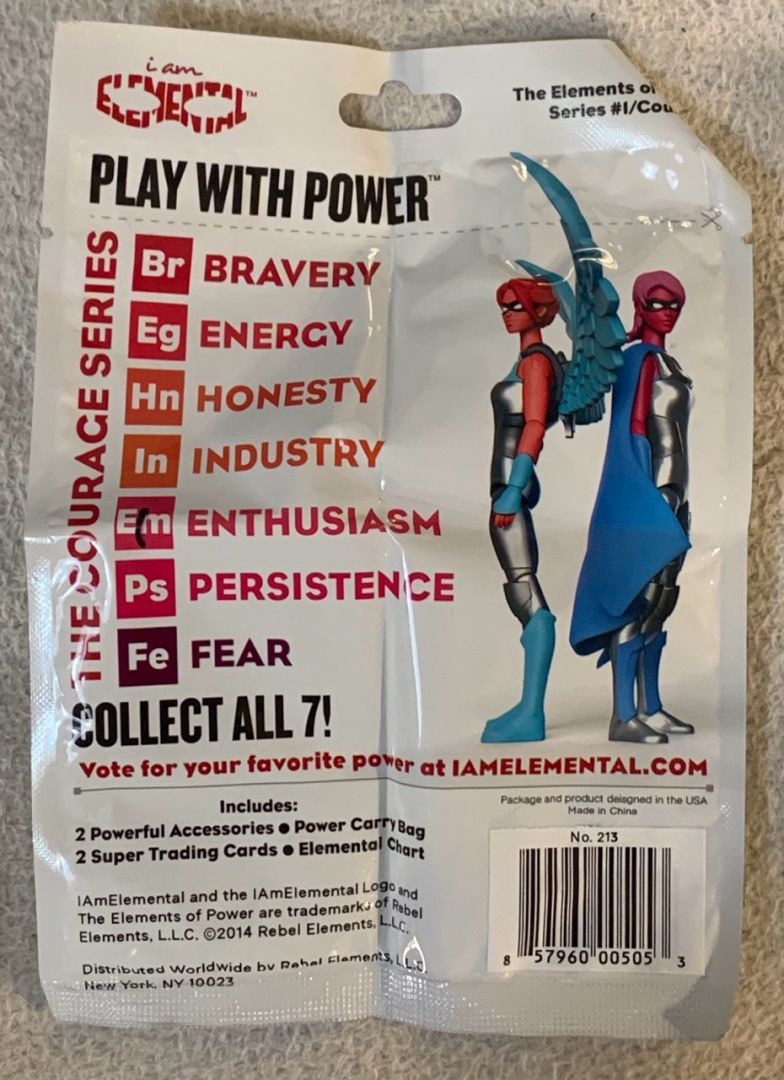 i am
ELEMENTAL™
The Elements
Series #1/Cou
PLAY WITH POWER™
THE COURAGE SERIES
Br BRAVERY
Eg ENERGY
Hn HONESTY
In INDUSTRY
Em ENTHUSIASM
Ps PERSISTENCE
Fe FEAR
COLLECT ALL 7!
Vote for your favorite power at IAMELEMENTAL.COM
Package and product deisgned in the USA
Made in China
Includes:
2 Powerful Accessories ● Power Carry Bag
2 Super Trading Cards ● Elemental Chart
IAmElemental and the IAmElemental Logo and
The Elements of Power are trademarks of Rebel
Elements, L.L.C. ©2014 Rebel Elements, L.L.C.
Distributed Worldwide by Rebel Elements, L.L.C.
New York, NY 10023
No. 213
8 57960 00505 3